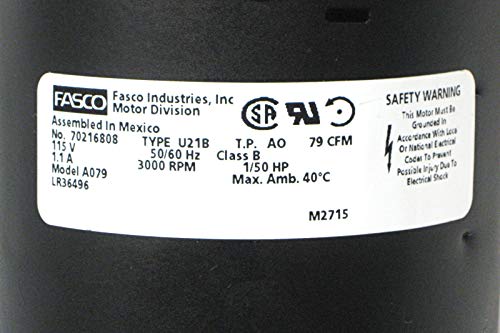 FASCO
Fasco Industries, Inc
Motor Division
Assembled In Mexico
No. 70216808 TYPE U21B T.P. AO 79 CFM
115 V 50/60 Hz Class B
1.1 A 3000 RPM 1/50 HP
Model A079 Max. Amb. 40°C
LR36496
M2715
SAFETY WARNING
This Motor Must Be
Grounded In
Accordance With Local
Or National Electrical
Codes To Prevent
Possible Injury Due To
Electrical Shock